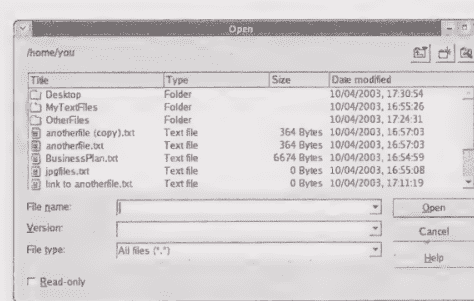 Open
/home/you
Title Type Size Date modified
Desktop Folder 10/04/2003, 17:30:54
MyTextFiles Folder 10/04/2003, 16:55:26
OtherFiles Folder 10/04/2003, 17:24:31
anotherfile (copy).txt Text file 364 Bytes 10/04/2003, 16:57:03
anotherfile.txt Text file 364 Bytes 10/04/2003, 16:57:03
BusinessPlan.txt Text file 6674 Bytes 10/04/2003, 16:54:59
jpgfiles.txt Text file 0 Bytes 10/04/2003, 16:55:08
link to anotherfile.txt Text file 0 Bytes 10/04/2003, 17:11:19
File name: Open
Version: Cancel
File type: All files (*.*)
Help
Read-only